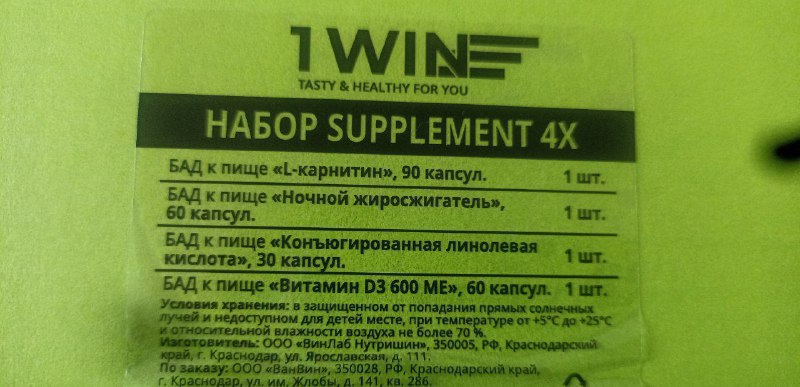 1WIN
TASTY & HEALTHY FOR YOU
НАБОР SUPPLEMENT 4X
БАД к пище «L-карнитин», 90 капсул. 1 шт.
БАД к пище «Ночной жиросжигатель»,
60 капсул. 1 шт.
БАД к пище «Конъюгированная линолевая
кислота», 30 капсул. 1 шт.
БАД к пище «Витамин D3 600 МЕ», 60 капсул. 1 шт.
Условия хранения: в защищенном от попадания прямых солнечных
лучей и недоступном для детей месте, при температуре от +5°С до +25°С
и относительной влажности воздуха не более 70 %.
Изготовитель: ООО «ВинЛаб Нутришин», 350005, РФ, Краснодарский
край, г. Краснодар, ул. Ярославская, д. 111.
По заказу: ООО «ВанВин», 350028, РФ, Краснодарский край,
г. Краснодар, ул. им. Жлобы, д. 141, кв. 286.